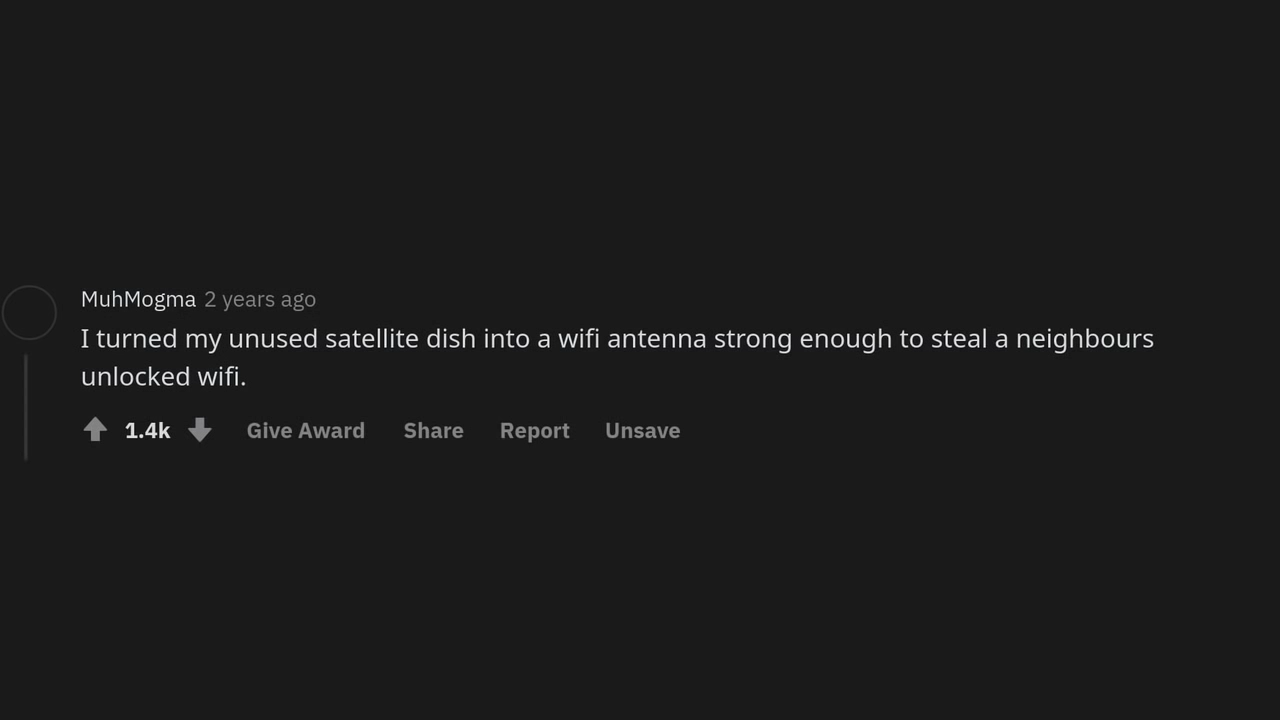 MuhMogma 2 years ago
I turned my unused satellite dish into a wifi antenna strong enough to steal a neighbours
unlocked wifi.
1.4k Give Award Share Report Unsave